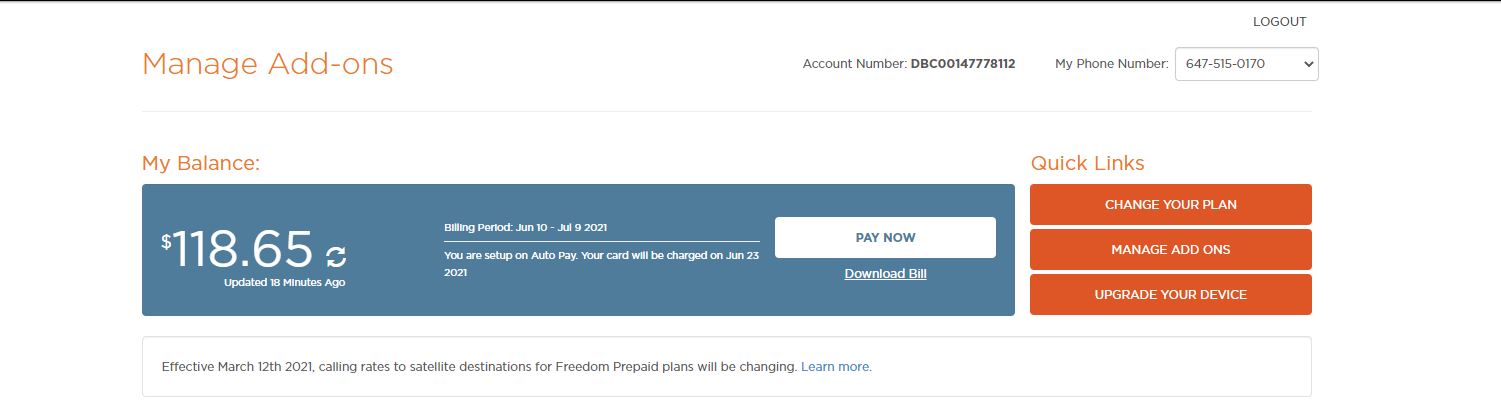 LOGOUT
Manage Add-ons
Account Number: DBC00147778112
My Phone Number: 647-515-0170
My Balance:
$118.65
Updated 18 Minutes Ago
Billing Period: Jun 10 - Jul 9 2021
You are setup on Auto Pay. Your card will be charged on Jun 23
2021
PAY NOW
Download Bill
Quick Links
CHANGE YOUR PLAN
MANAGE ADD ONS
UPGRADE YOUR DEVICE
Effective March 12th 2021, calling rates to satellite destinations for Freedom Prepaid plans will be changing. Learn more.